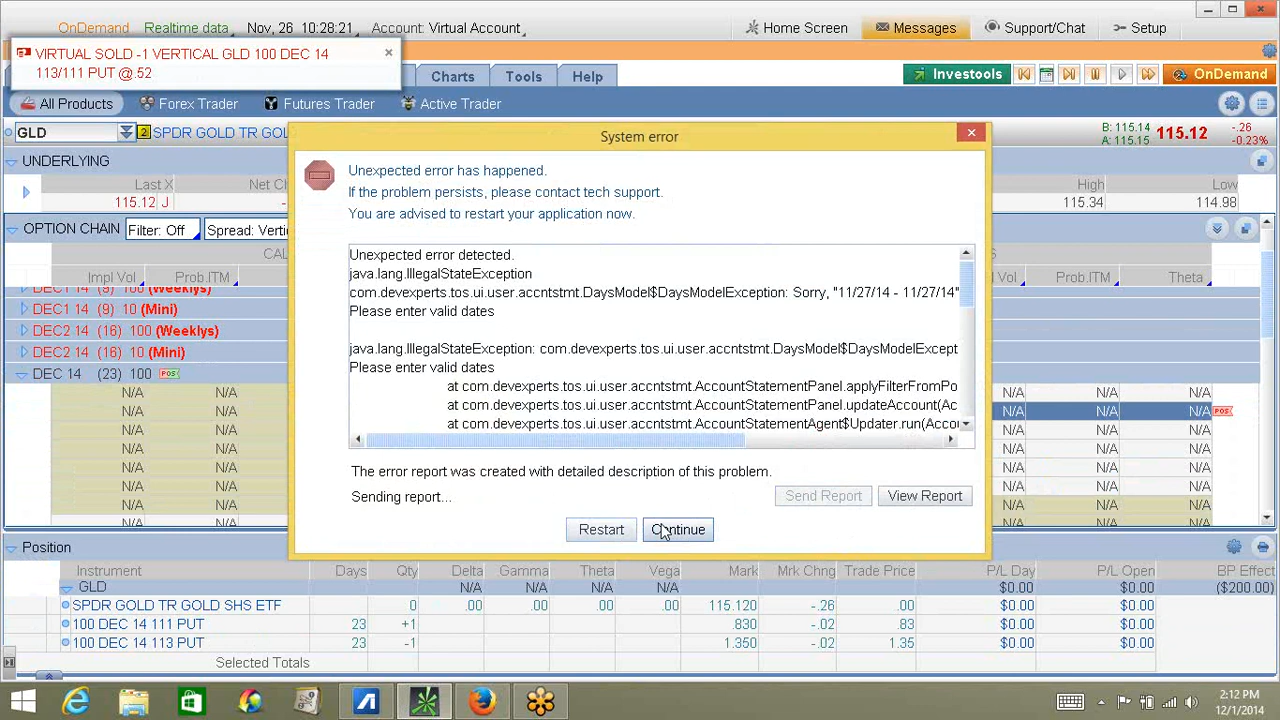 OnDemand Realtime data Nov, 26 10:28:21 Account: Virtual Account Home Screen Messages Support/Chat Setup
VIRTUAL SOLD -1 VERTICAL GLD 100 DEC 14
113/111 PUT @.52
Charts Tools Help Investools OnDemand
All Products Forex Trader Futures Trader Active Trader
GLD 2 SPDR GOLD TR GOL B: 115.14 A: 115.15 115.12 -.26 -0.23%
System error
UNDERLYING
Last X Net Ch High Low
115.12 J 115.34 114.98
OPTION CHAIN Filter: Off Spread: Verti
CAL S
Impl Vol Prob.ITM Vol Prob.ITM Theta
DEC1 14 (9) 100 (Weeklys)
DEC1 14 (9) 10 (Mini)
DEC2 14 (16) 100 (Weeklys)
DEC2 14 (16) 10 (Mini)
DEC 14 (23) 100 POS
N/A N/A N/A N/A N/A
N/A N/A N/A N/A N/A POS
N/A N/A N/A N/A N/A
N/A N/A N/A N/A N/A
N/A N/A N/A N/A N/A
N/A N/A N/A N/A N/A
N/A N/A N/A N/A N/A
N/A N/A N/A N/A N/A
Unexpected error has happened.
If the problem persists, please contact tech support.
You are advised to restart your application now.
Unexpected error detected.
java.lang.IllegalStateException
com.devexperts.tos.ui.user.accntstmt.DaysModel$DaysModelException: Sorry, "11/27/14 - 11/27/14"
Please enter valid dates
java.lang.IllegalStateException: com.devexperts.tos.ui.user.accntstmt.DaysModel$DaysModelExcept
Please enter valid dates
at com.devexperts.tos.ui.user.accntstmt.AccountStatementPanel.applyFilterFromPo
at com.devexperts.tos.ui.user.accntstmt.AccountStatementPanel.updateAccount(Ac
at com.devexperts.tos.ui.user.accntstmt.AccountStatementAgent$Updater.run(Acco
The error report was created with detailed description of this problem.
Sending report... Send Report View Report
Restart Continue
Position
Instrument Days Qty Delta Gamma Theta Vega Mark Mrk Chng Trade Price P/L Day P/L Open BP Effect
GLD N/A N/A N/A N/A $0.00 $0.00 ($200.00)
SPDR GOLD TR GOLD SHS ETF 0 .00 .00 .00 .00 115.120 -.26 .00 $0.00 $0.00
100 DEC 14 111 PUT 23 +1 .830 -.02 .83 $0.00 $0.00
100 DEC 14 113 PUT 23 -1 1.350 -.02 1.35 $0.00 $0.00
Selected Totals
2:12 PM
12/1/2014